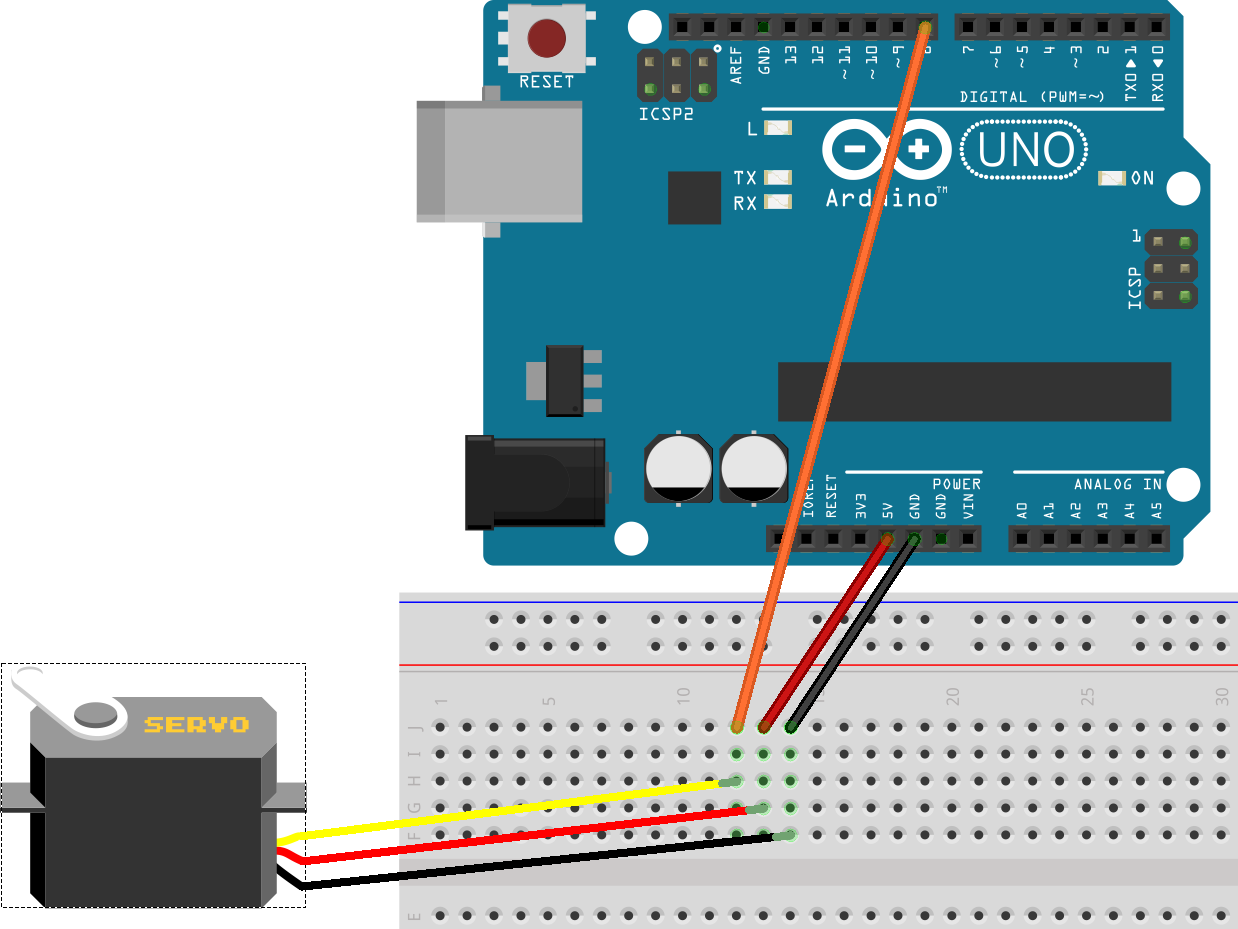 RESET
ICSP2
AREF
GND
13
12
~11
~10
~9
8
7
~6
~5
4
~3
2
TX0▶1
RX0◀0
DIGITAL (PWM=~)
L
TX
RX
Arduino™
UNO
ON
1
ICSP
IOREF
RESET
3V3
5V
GND
GND
VIN
POWER
A0
A1
A2
A3
A4
A5
ANALOG IN
SERVO
1
5
10
20
25
30
J
I
H
G
F
E